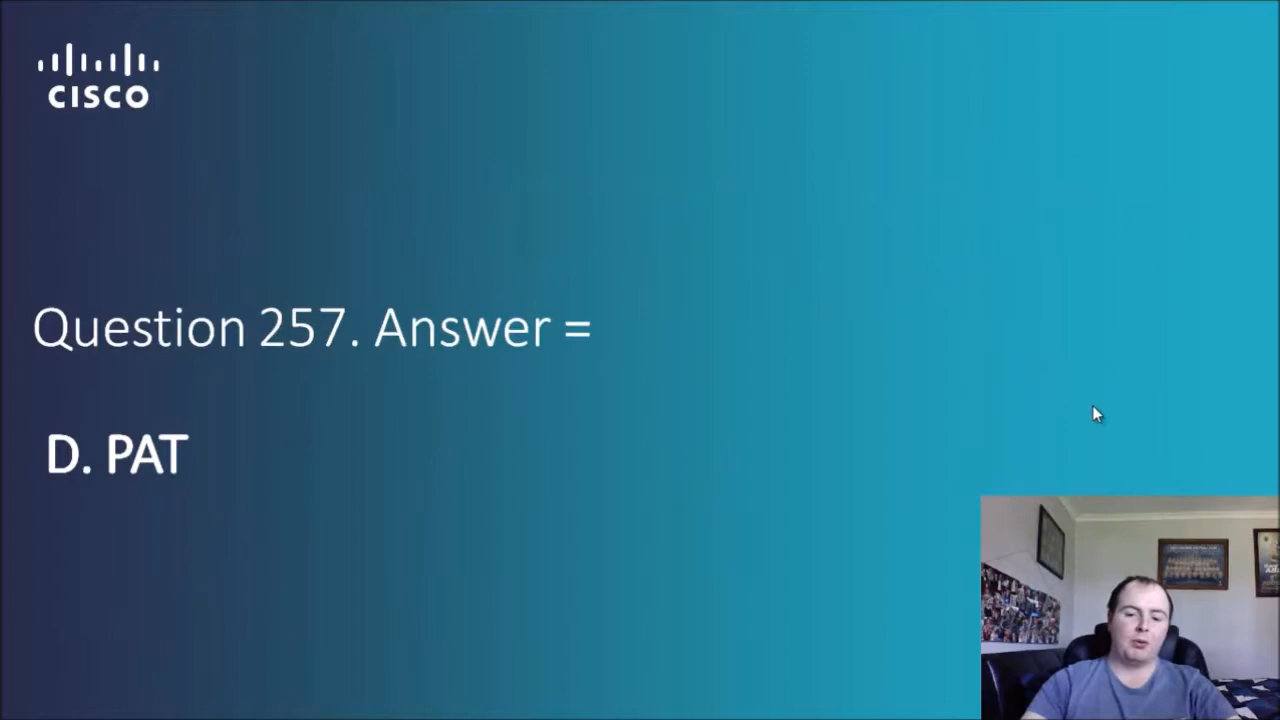 CISCO
Question 257. Answer =
D. PAT